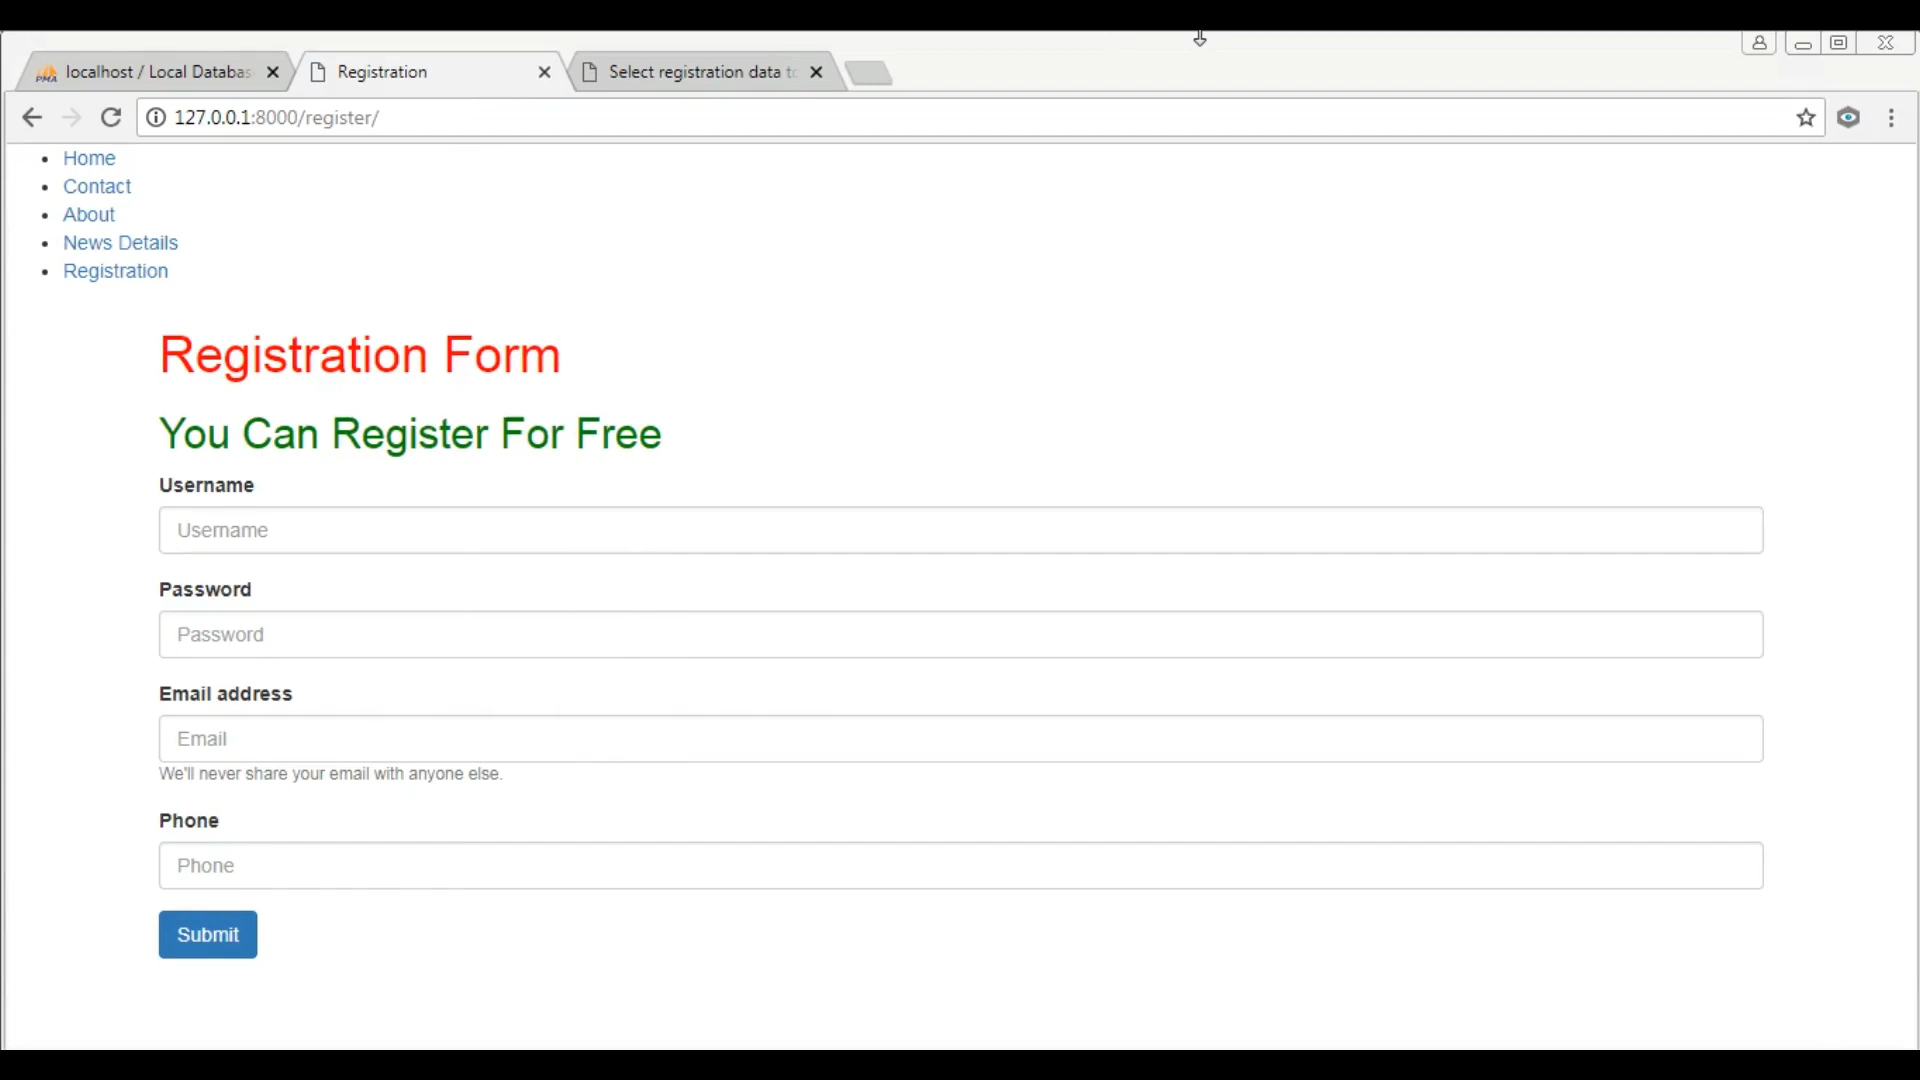 localhost / Local Databas
Registration
Select registration data to
127.0.0.1:8000/register/
Home
Contact
About
News Details
Registration
Registration Form
You Can Register For Free
Username
Username
Password
Password
Email address
Email
We'll never share your email with anyone else.
Phone
Phone
Submit